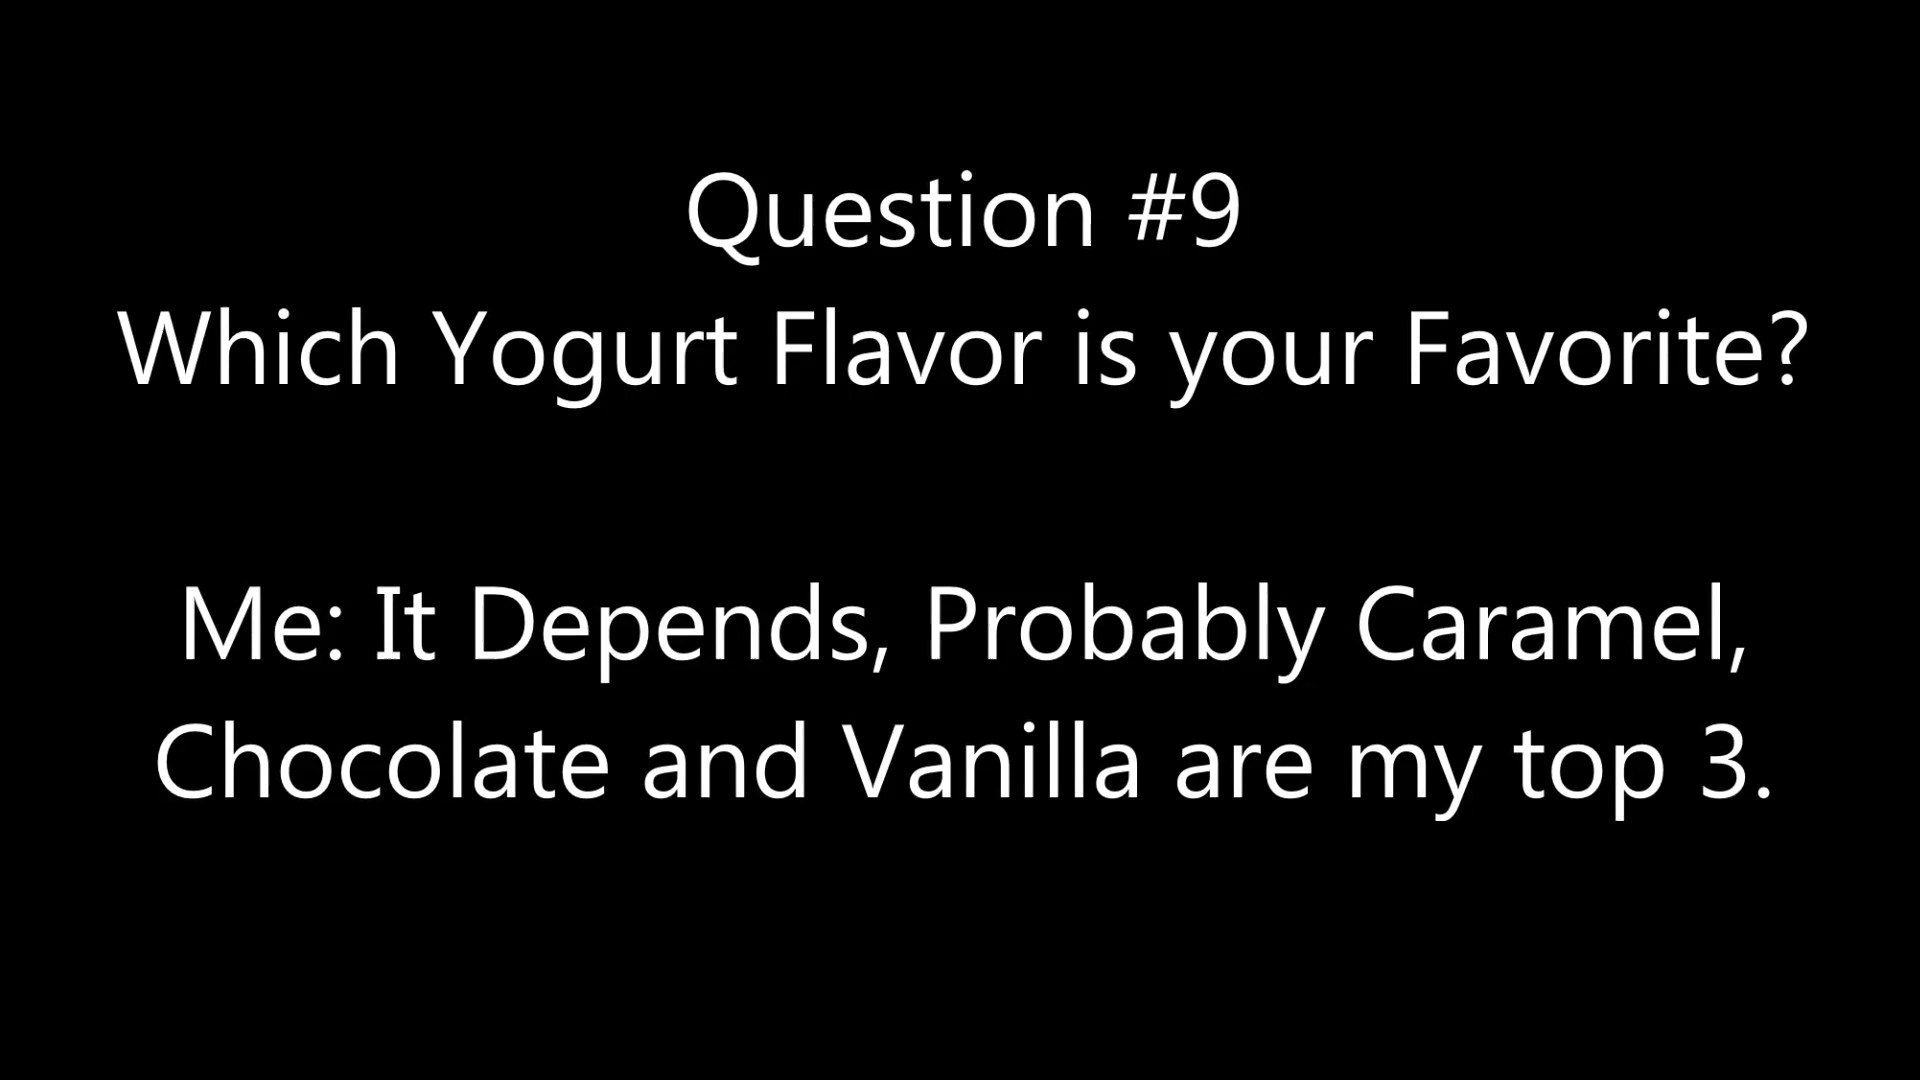 Question #9
Which Yogurt Flavor is your Favorite?
Me: It Depends, Probably Caramel,
Chocolate and Vanilla are my top 3.